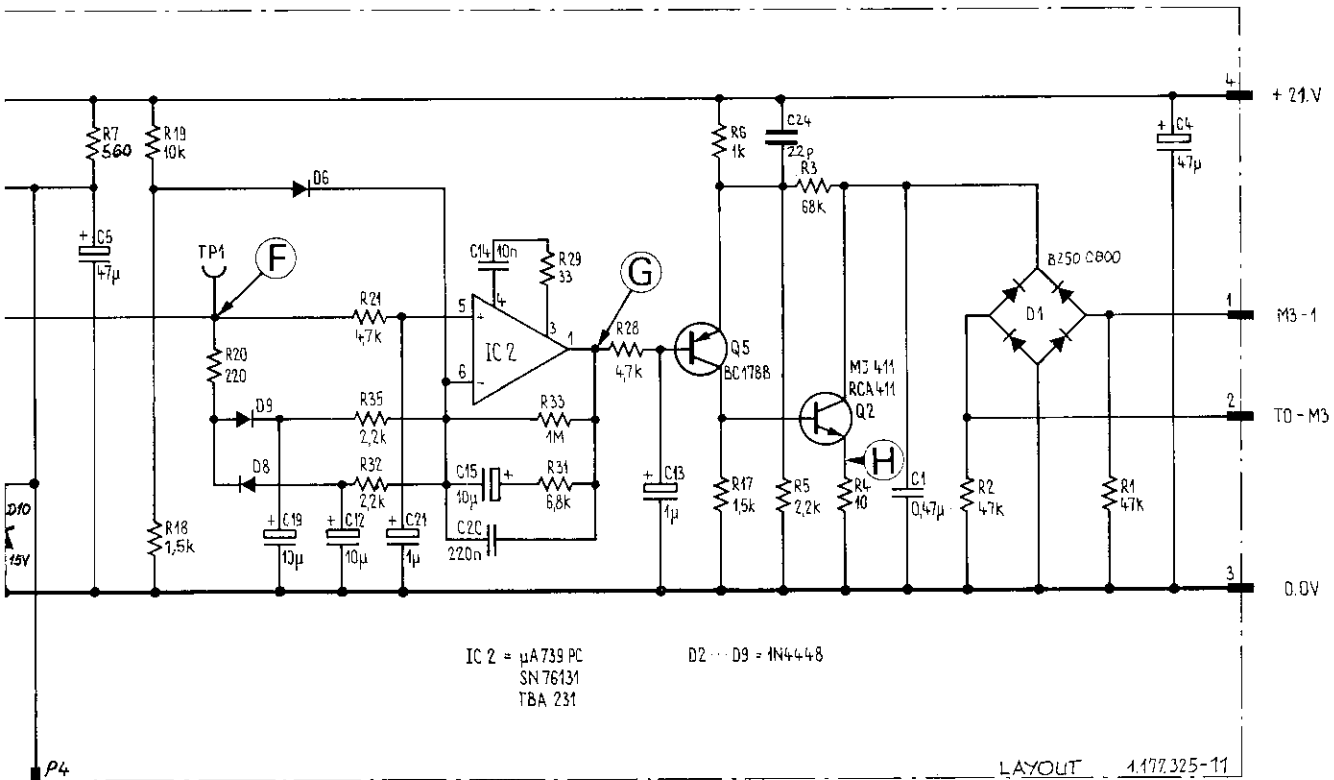 4
+ 21.V
R7
560
R19
10k
R6
1k
C24
22p
+ C4
47µ
R3
68k
D6
+ C5
47µ
TP1
F
C14 10n
R29
33
4
G
B250 C800
R21
47k
5
+
3
1
IC 2
R28
4,7k
Q5
BC178B
D1
1
M3-1
R20
220
6
-
MJ 411
RCA 411
Q2
D9
R35
2,2k
R33
1M
2
TO-M3
D8
R32
2,2k
C15
10µ
+
R31
6,8k
+ C13
1µ
H
D10
15V
R18
1,5k
+ C19
10µ
+ C12
10µ
+ C21
1µ
C20
220n
R17
1,5k
R5
2,2k
R4
10
C1
0,47µ
R2
47k
R1
47k
3
0.0V
IC 2 = µA739 PC
SN 76131
TBA 231
D2 ··· D9 = 1N4448
P4
LAYOUT 1.177.325-11